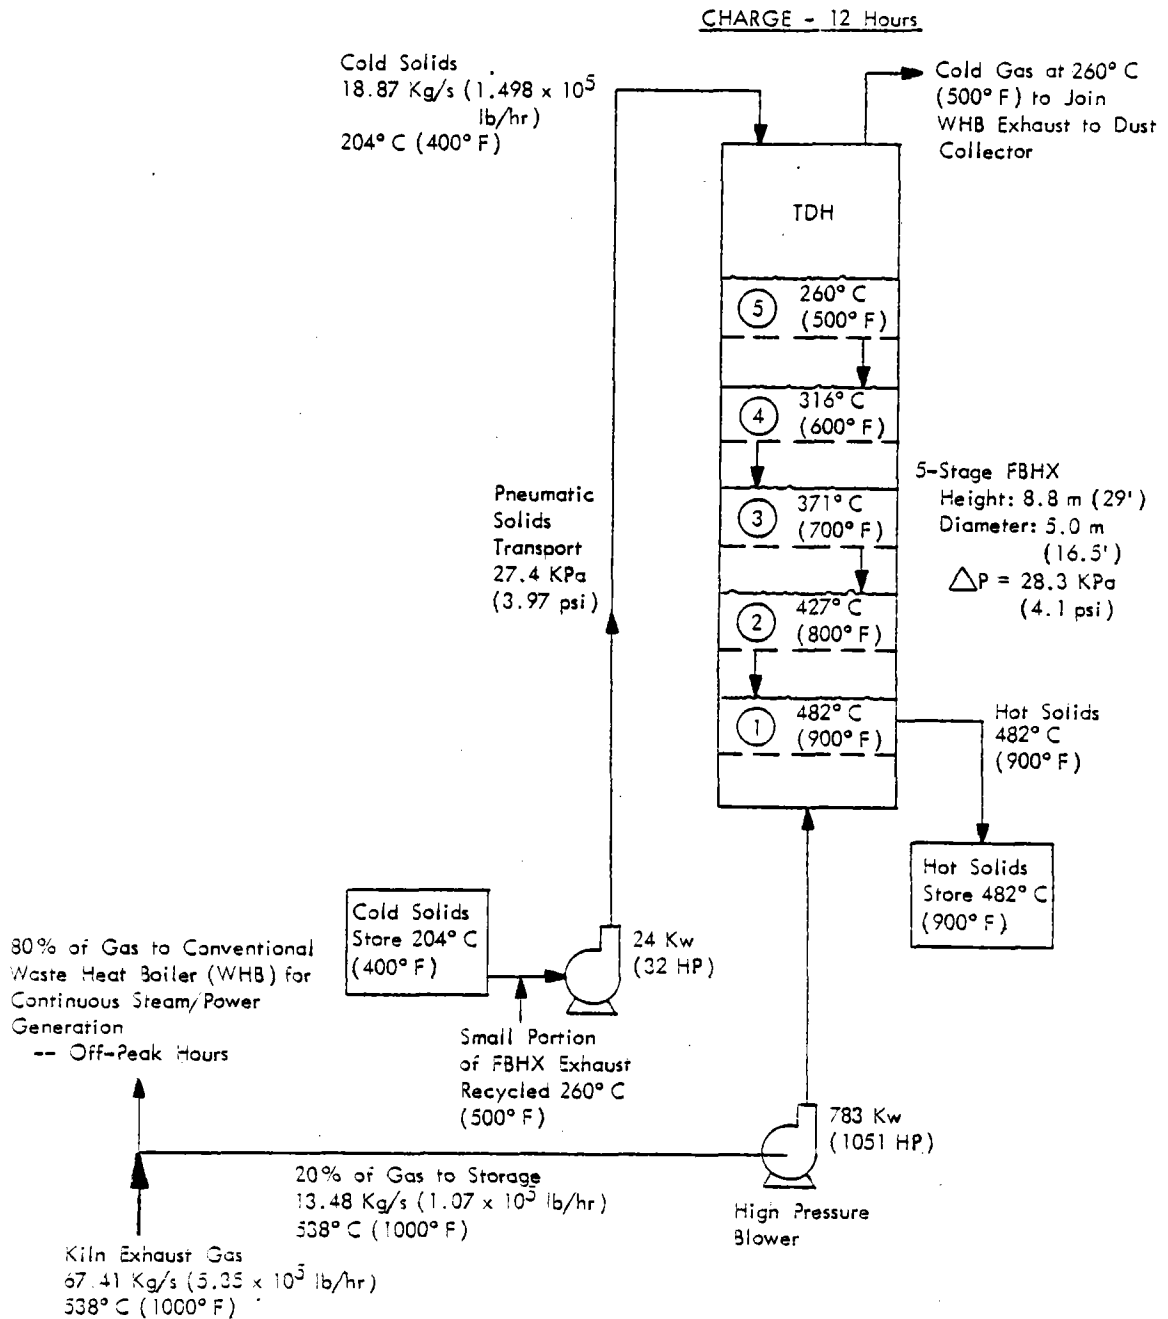 CHARGE - 12 Hours
Cold Solids
18.87 Kg/s (1.498 x 10⁵
lb/hr)
204° C (400° F)
Cold Gas at 260° C
(500° F) to Join
WHB Exhaust to Dust
Collector
TDH
5
260° C
(500° F)
4
316° C
(600° F)
3
371° C
(700° F)
2
427° C
(800° F)
1
482° C
(900° F)
5-Stage FBHX
Height: 8.8 m (29')
Diameter: 5.0 m
(16.5')
△P = 28.3 KPa
(4.1 psi)
Pneumatic
Solids
Transport
27.4 KPa
(3.97 psi)
Hot Solids
482° C
(900° F)
Hot Solids
Store 482° C
(900° F)
Cold Solids
Store 204° C
(400° F)
24 Kw
(32 HP)
80% of Gas to Conventional
Waste Heat Boiler (WHB) for
Continuous Steam/Power
Generation
-- Off-Peak Hours
Small Portion
of FBHX Exhaust
Recycled 260° C
(500° F)
783 Kw
(1051 HP)
High Pressure
Blower
20% of Gas to Storage
13.48 Kg/s (1.07 x 10⁵ lb/hr)
538° C (1000° F)
Kiln Exhaust Gas
67.41 Kg/s (5.35 x 10⁵ lb/hr)
538° C (1000° F)